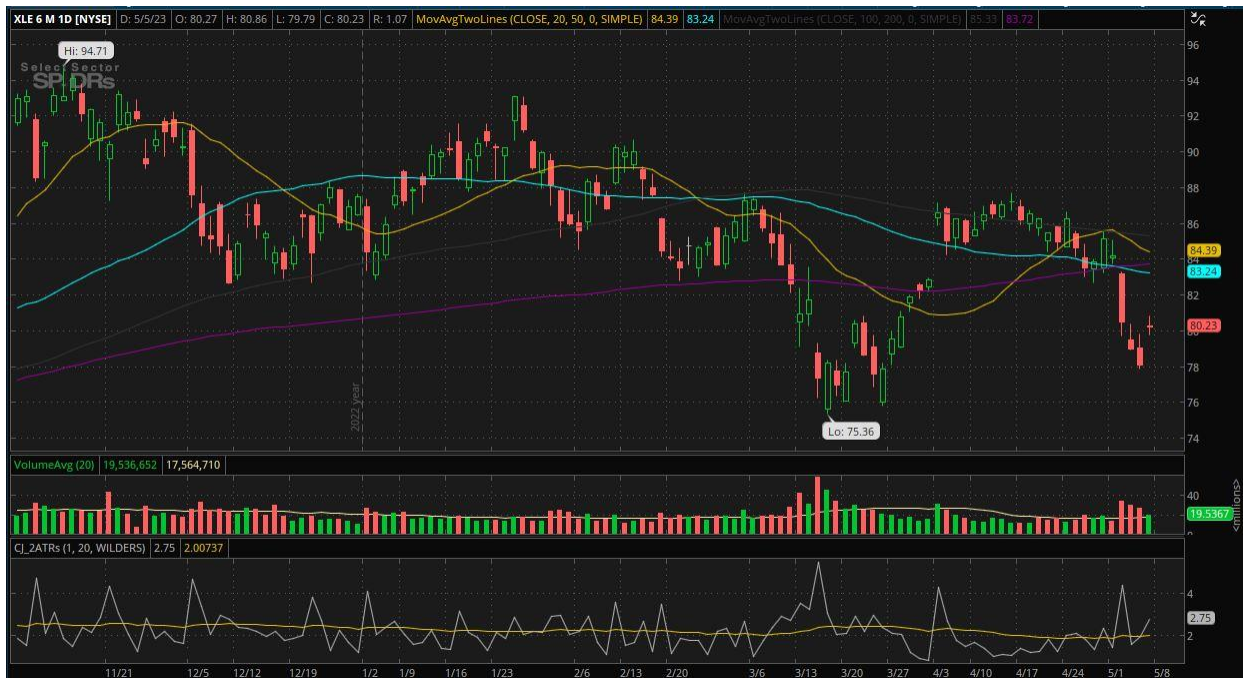 XLE 6 M 1D [NYSE] D: 5/5/23 O: 80.27 H: 80.86 L: 79.79 C: 80.23 R: 1.07 MovAvgTwoLines (CLOSE, 20, 50, 0, SIMPLE) 84.39 83.24 MovAvgTwoLines (CLOSE, 100, 200, 0, SIMPLE) 85.33 83.72
Hi: 94.71
Select Sector
SPDRs
96
94
92
90
88
86
84.39
84
83.24
82
80.23
80
78
76
74
2022 year
Lo: 75.36
VolumeAvg (20) 19,536,652 17,564,710
40
19.5367
0
<millions>
CJ_2ATRs (1, 20, WILDERS) 2.75 2.00737
4
2.75
2
11/21 12/5 12/12 12/19 1/2 1/9 1/16 1/23 2/6 2/13 2/20 3/6 3/13 3/20 3/27 4/3 4/10 4/17 4/24 5/1 5/8